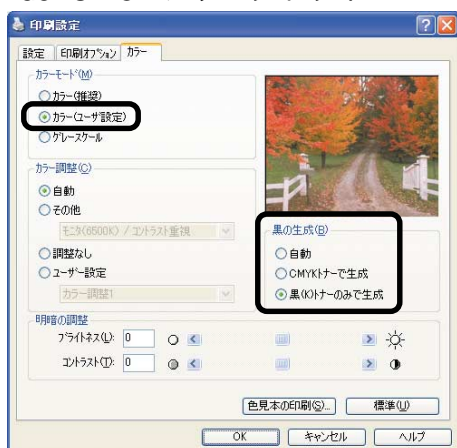 印刷設定
設定 印刷ｵﾌﾟｼｮﾝ ｶﾗｰ
ｶﾗｰﾓｰﾄﾞ(M)
ｶﾗｰ(推奨)
ｶﾗｰ(ﾕｰｻﾞ設定)
ｸﾞﾚｰｽｹｰﾙ
ｶﾗｰ調整(C)
自動
その他
ﾓﾆﾀ(6500K) / ｺﾝﾄﾗｽﾄ重視
調整なし
ﾕｰｻﾞｰ設定
ｶﾗｰ調整1
黒の生成(B)
自動
CMYKﾄﾅｰで生成
黒(K)ﾄﾅｰのみで生成
明暗の調整
ﾌﾞﾗｲﾄﾈｽ(L): 0
ｺﾝﾄﾗｽﾄ(T): 0
色見本の印刷(S)... 標準(U)
OK ｷｬﾝｾﾙ ﾍﾙﾌﾟ